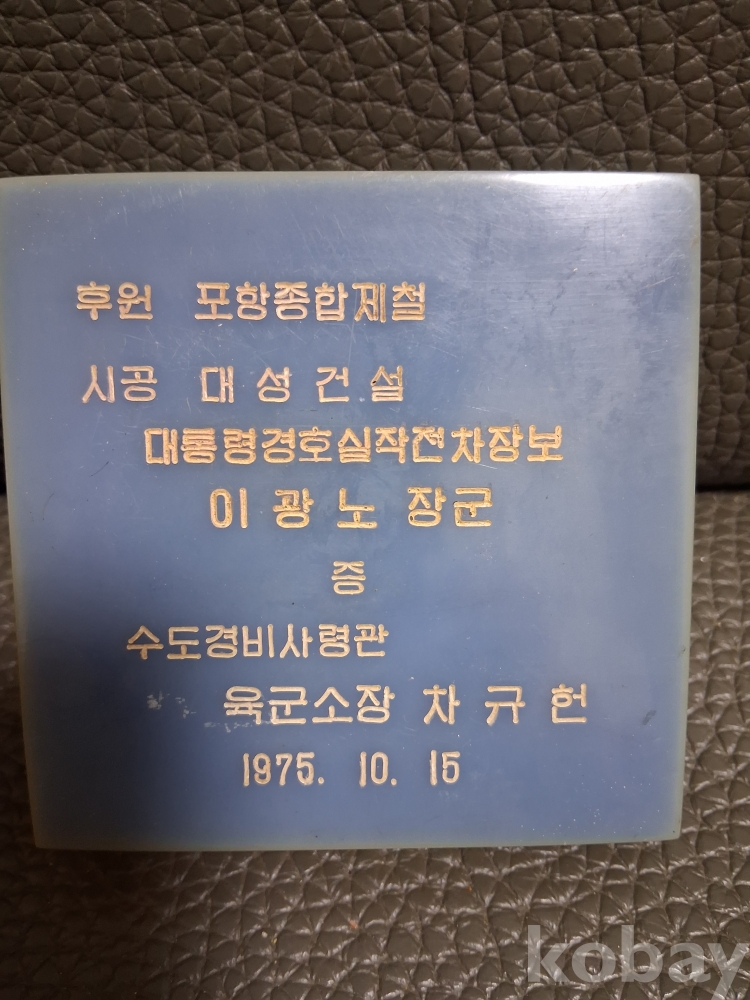 후원 포항종합제철
시공 대성건설
대통령경호실작전차장보
이광노 장군
증
수도경비사령관
육군소장 차규헌
1975. 10. 15
kobay